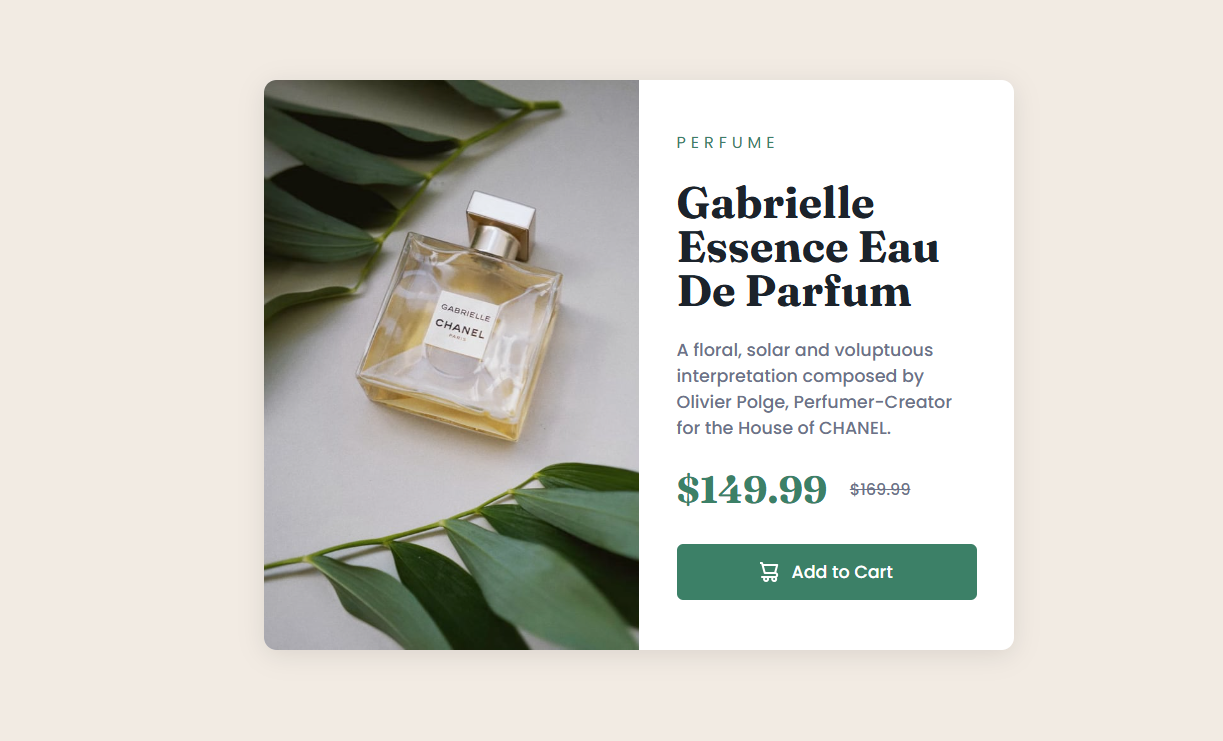 GABRIELLE
CHANEL
PARIS
PERFUME
Gabrielle
Essence Eau
De Parfum
A floral, solar and voluptuous
interpretation composed by
Olivier Polge, Perfumer-Creator
for the House of CHANEL.
$149.99 $169.99
Add to Cart